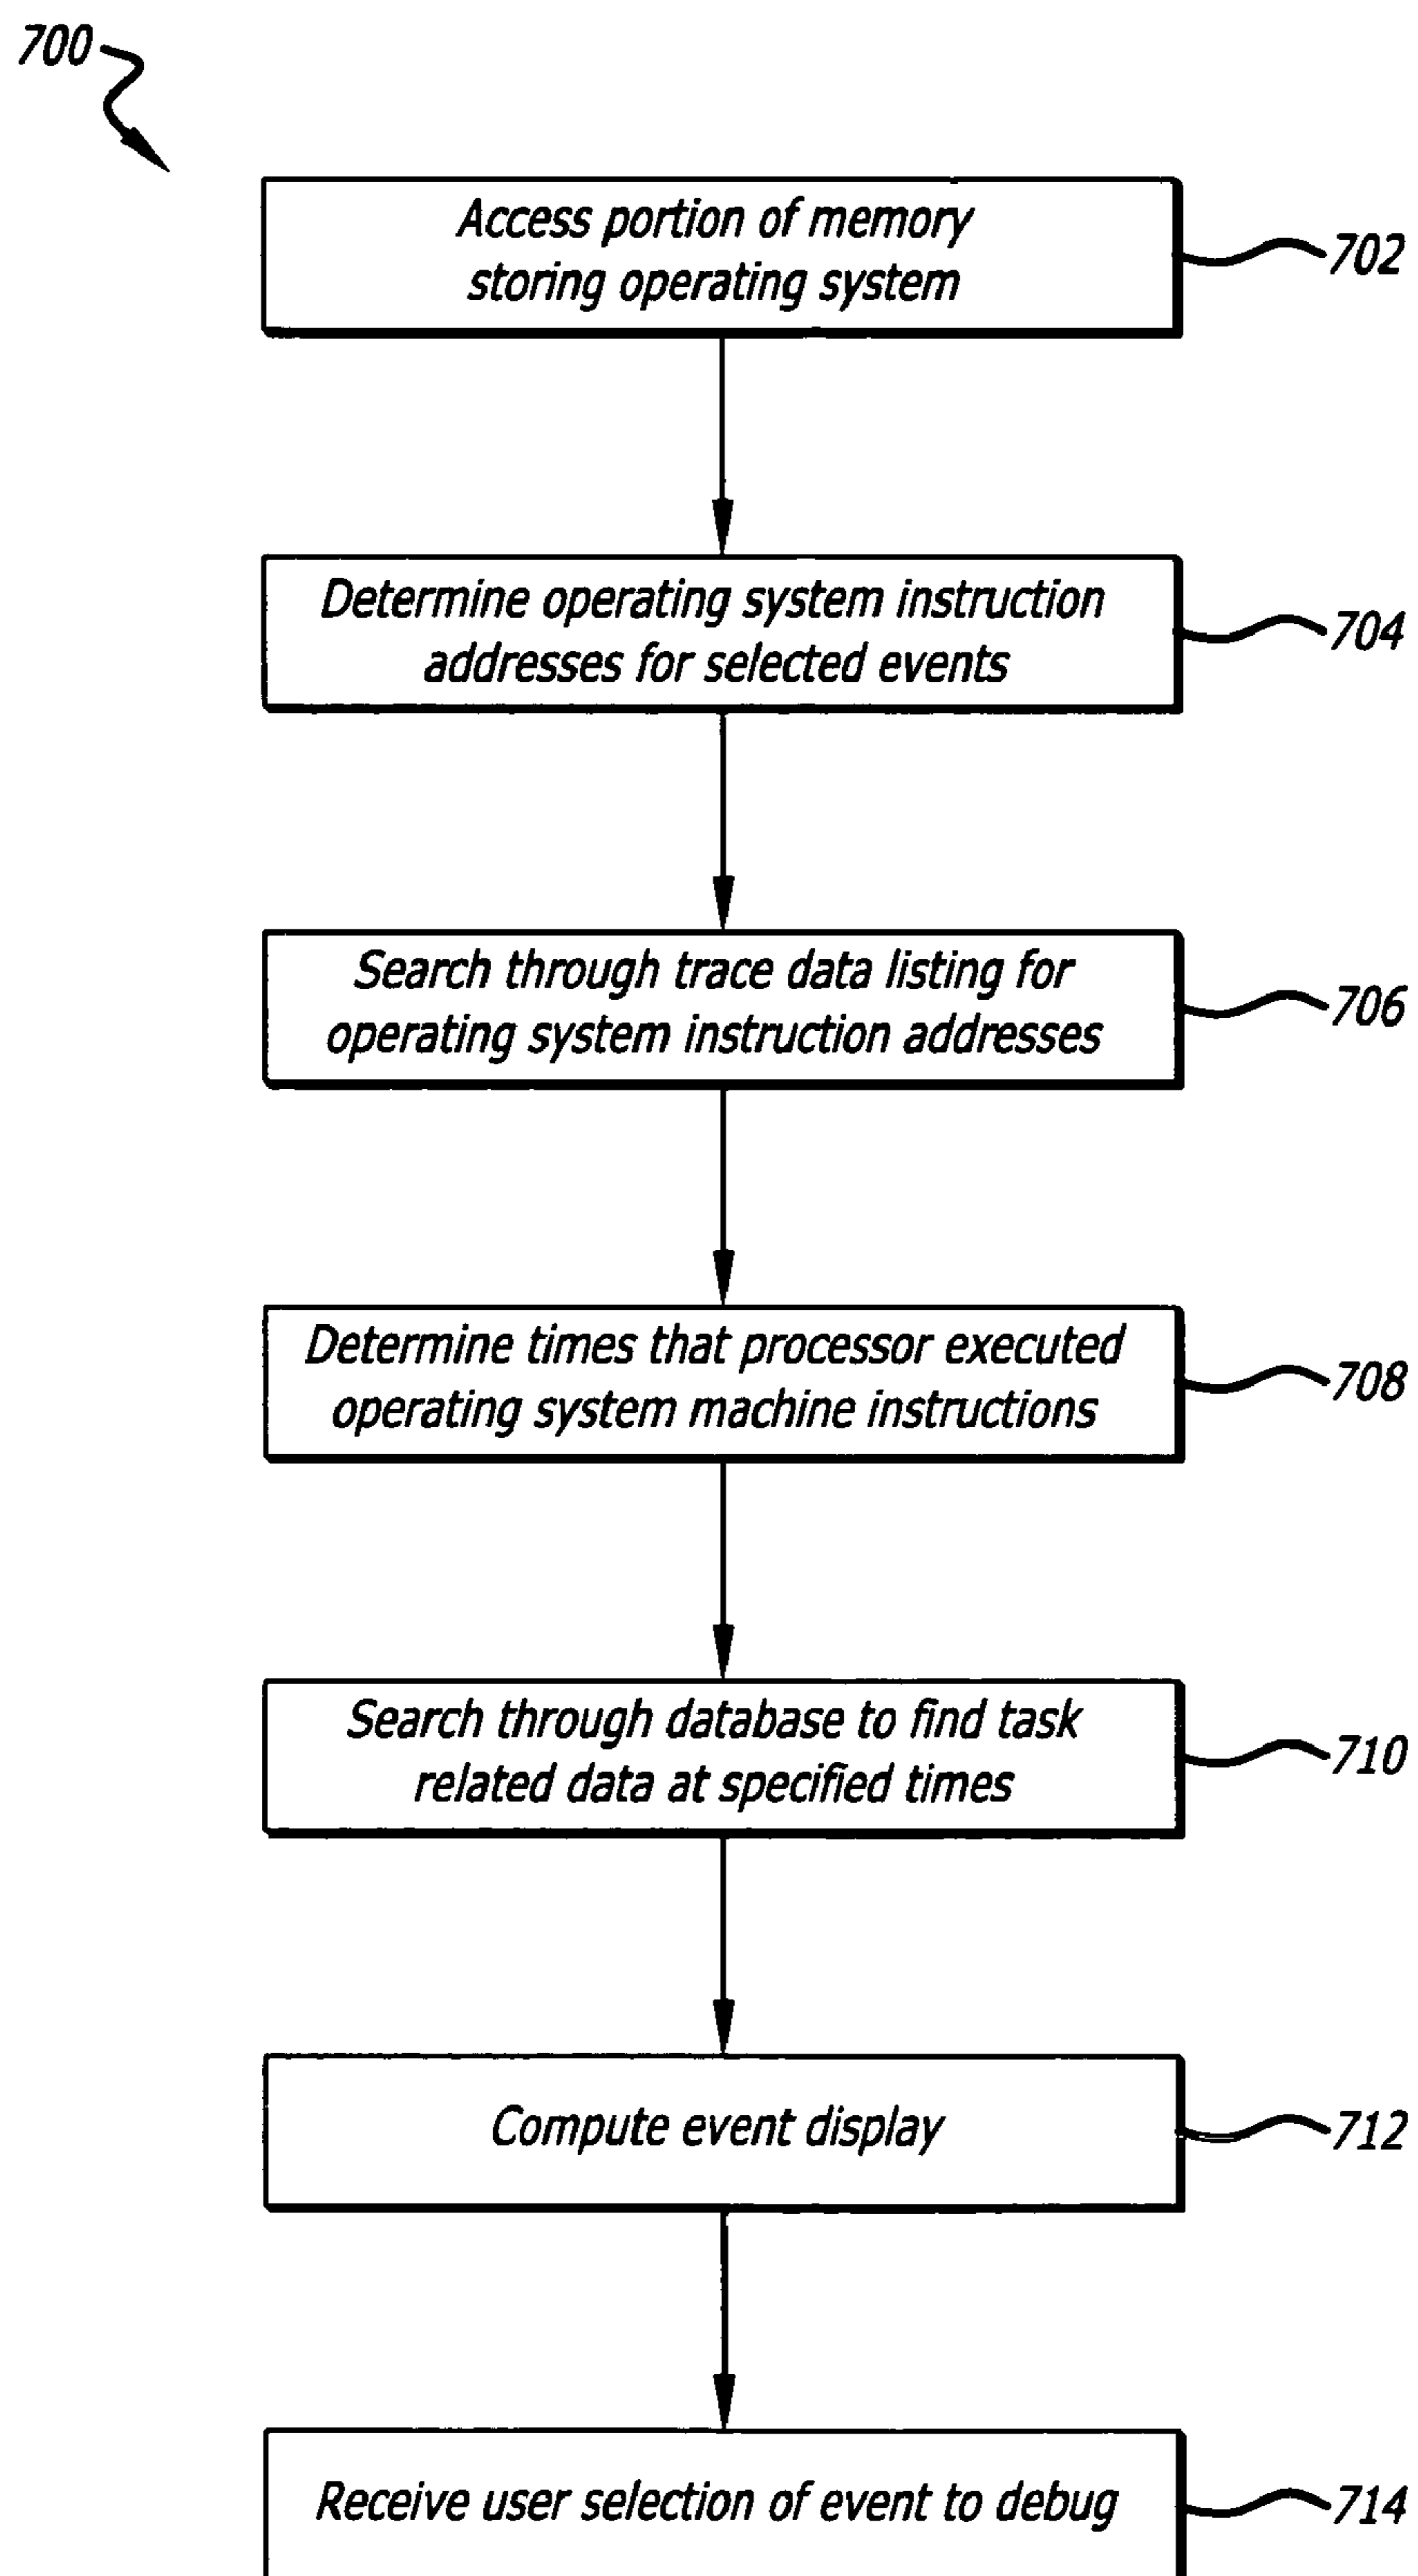 700
Access portion of memory
storing operating system
702
Determine operating system instruction
addresses for selected events
704
Search through trace data listing for
operating system instruction addresses
706
Determine times that processor executed
operating system machine instructions
708
Search through database to find task
related data at specified times
710
Compute event display
712
Receive user selection of event to debug
714